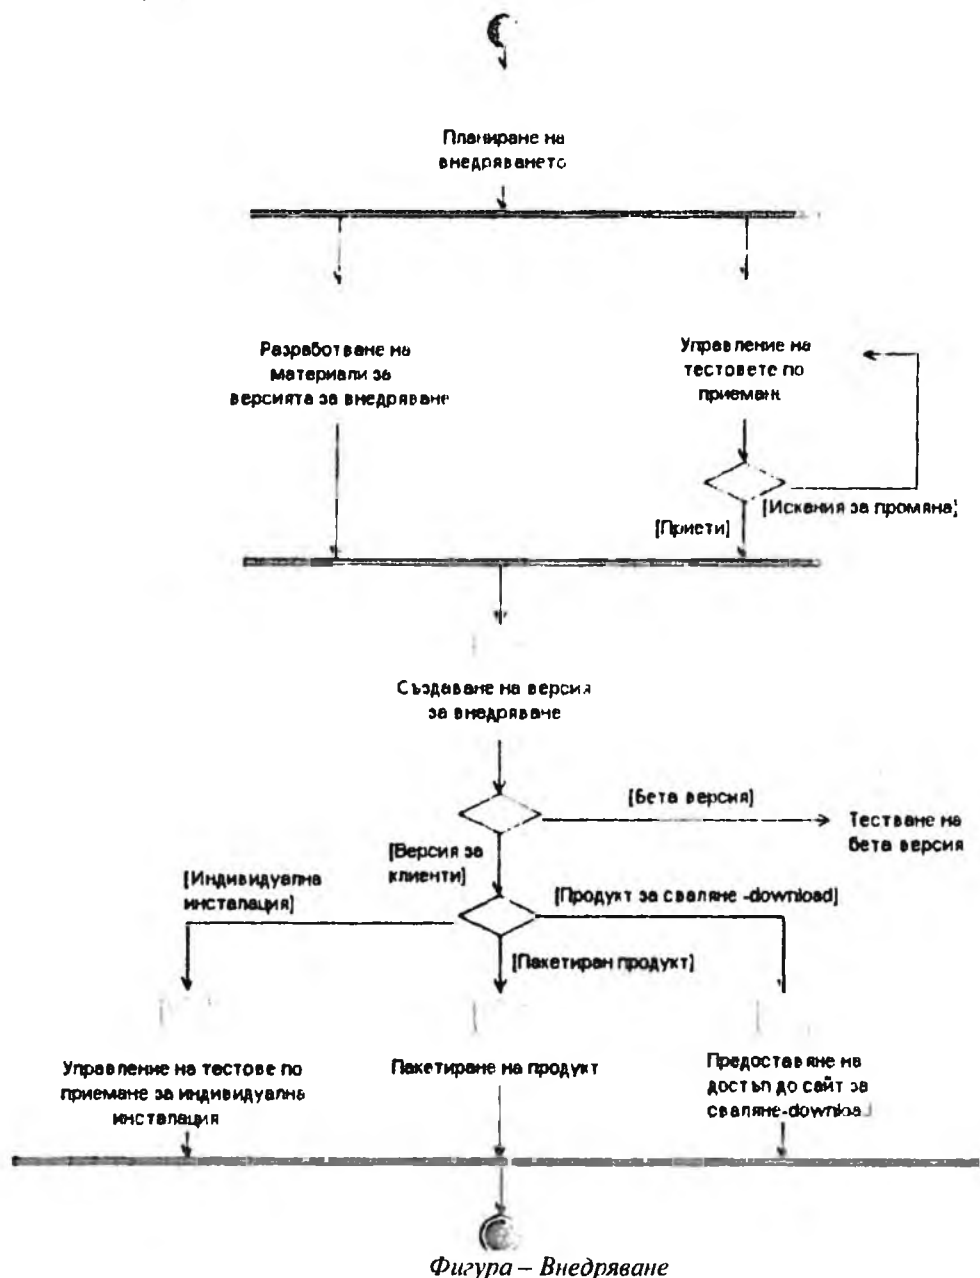 Планиране на
внедряването
Разработване на
материали за
версията за внедряване
Управление на
тестовете по
приемане
[Искания за промяна]
[Приети]
Създаване на версия
за внедряване
[Бета версия]
Тестване на
бета версия
[Версия за
клиенти]
[Индивидуална
инсталация]
[Продукт за сваляне -download]
[Пакетиран продукт]
Управление на тестове по
приемане за индивидуална
инсталация
Пакетиране на продукт
Предоставяне на
достъп до сайт за
сваляне-download
Фигура – Внедряване